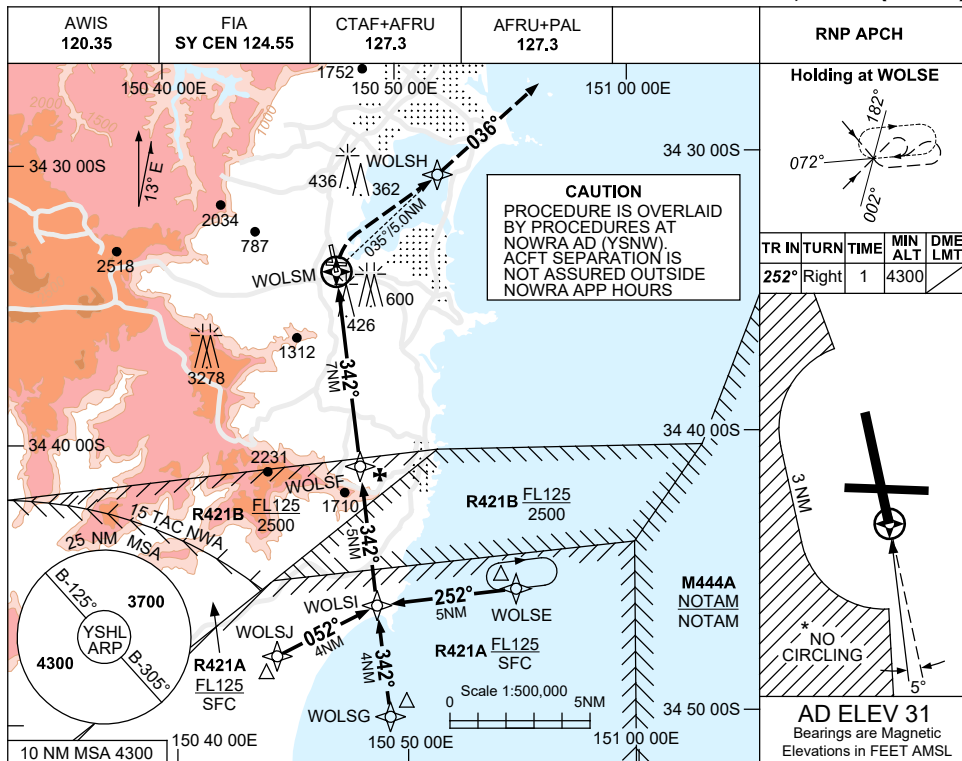 AWIS
120.35
FIA
SY CEN 124.55
CTAF+AFRU
127.3
AFRU+PAL
127.3
RNP APCH
150 40 00E
1752
150 50 00E
151 00 00E
2000
1500
1000
34 30 00S
34 30 00S
13° E
WOLSH
036°
436
362
2034
787
2518
035°/5.0NM
WOLSM
600
426
CAUTION
PROCEDURE IS OVERLAID
BY PROCEDURES AT
NOWRA AD (YSNW).
ACFT SEPARATION IS
NOT ASSURED OUTSIDE
NOWRA APP HOURS
1312
3278
342°
7NM
34 40 00S
34 40 00S
2231
WOLSF
1710
R421B FL125
2500
R421B FL125
2500
15 TAC NWA
25 NM MSA
342°
5NM
B-125°
3700
YSHL
ARP
4300
B-305°
WOLSI
252°
5NM
WOLSE
M444A
NOTAM
NOTAM
WOLSJ
052°
4NM
R421A
FL125
SFC
R421A FL125
SFC
342°
4NM
WOLSG
Scale 1:500,000
0
5NM
34 50 00S
10 NM MSA 4300
150 40 00E
150 50 00E
151 00 00E
Holding at WOLSE
182°
072°
002°
TR IN
TURN
TIME
MIN
ALT
DME
LMT
252°
Right
1
4300
3 NM
*NO
CIRCLING
5°
AD ELEV 31
Bearings are Magnetic
Elevations in FEET AMSL